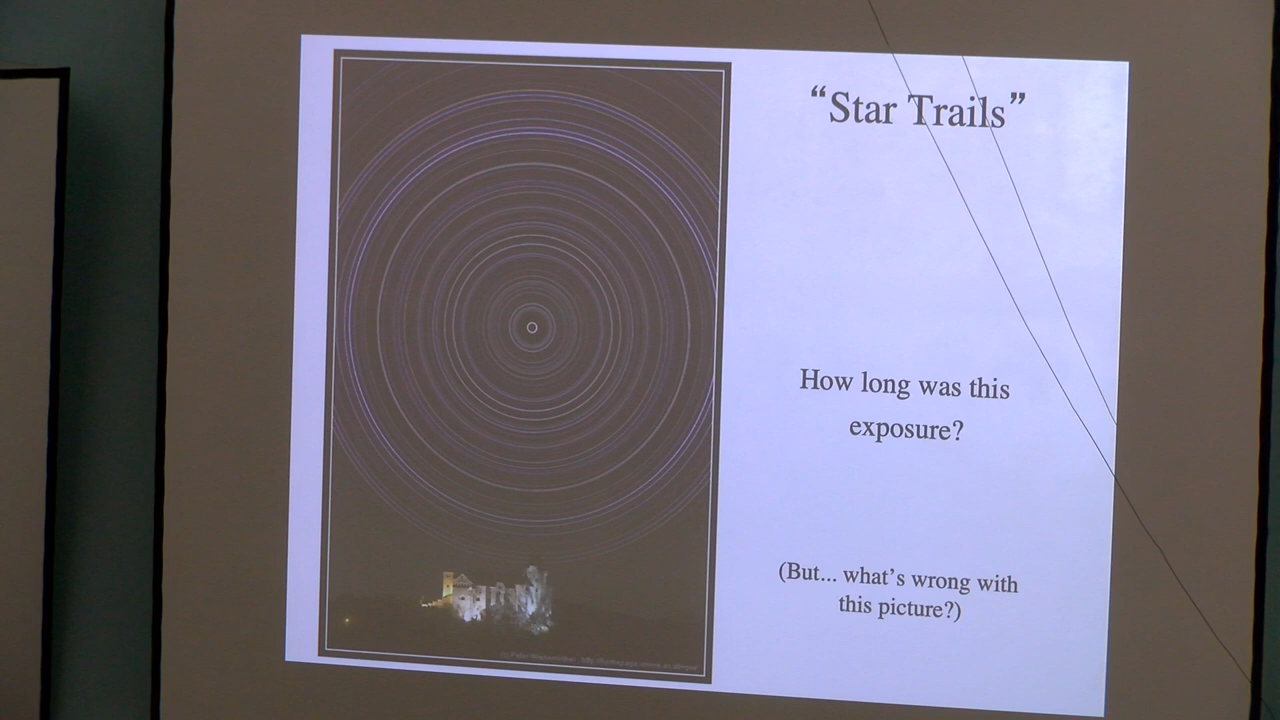 “Star Trails”
How long was this
exposure?
(But... what’s wrong with
this picture?)